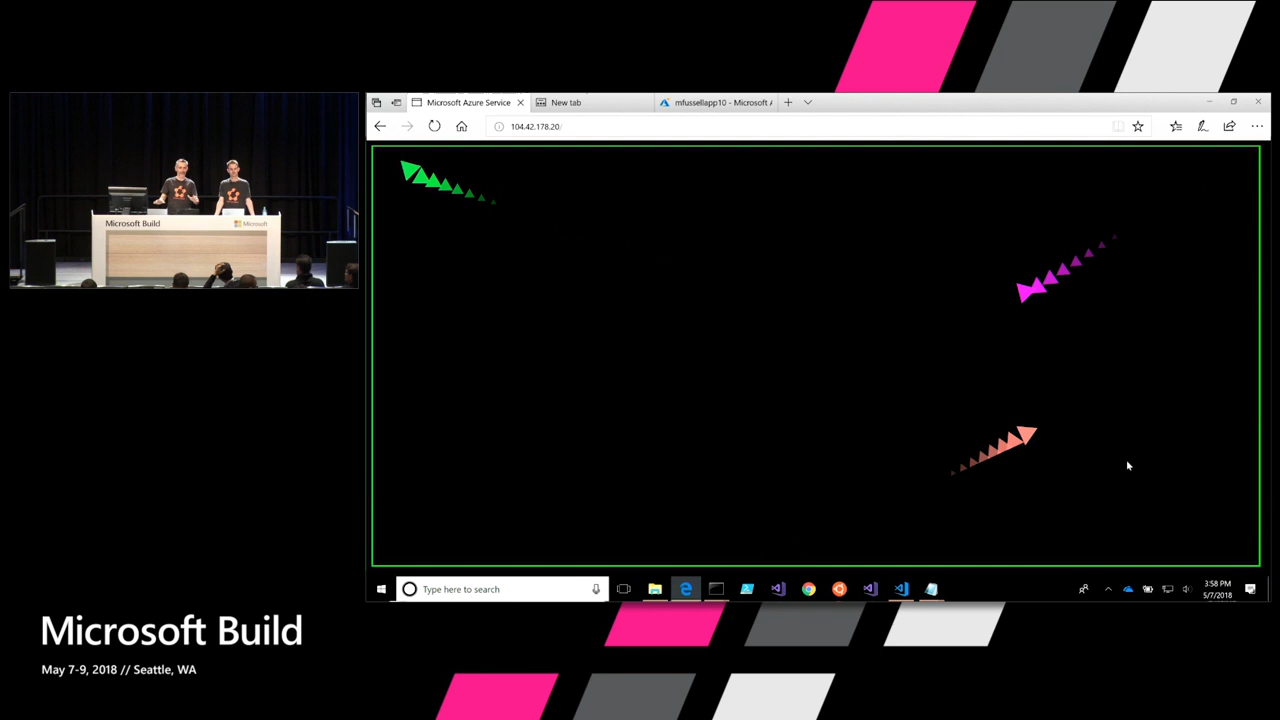 Microsoft Azure Service
New tab
mfussellapp10 - Microsoft A
104.42.178.20/
Microsoft Build
Microsoft
Type here to search
3:58 PM
5/7/2018
Microsoft Build
May 7-9, 2018 // Seattle, WA